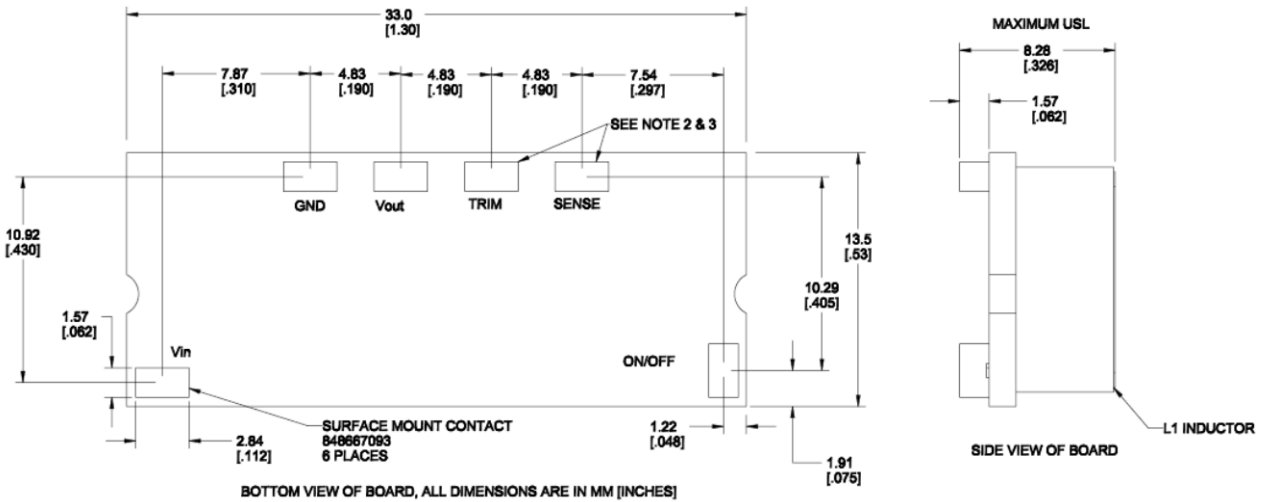 33.0
[1.30]
MAXIMUM USL
8.28
[.326]
7.87
[.310]
4.83
[.190]
4.83
[.190]
4.83
[.190]
7.54
[.297]
1.57
[.062]
SEE NOTE 2 & 3
GND
Vout
TRIM
SENSE
10.92
[.430]
13.5
[.53]
10.29
[.405]
1.57
[.062]
Vin
ON/OFF
SURFACE MOUNT CONTACT
848667093
6 PLACES
2.84
[.112]
1.22
[.048]
1.91
[.075]
L1 INDUCTOR
SIDE VIEW OF BOARD
BOTTOM VIEW OF BOARD, ALL DIMENSIONS ARE IN MM [INCHES]